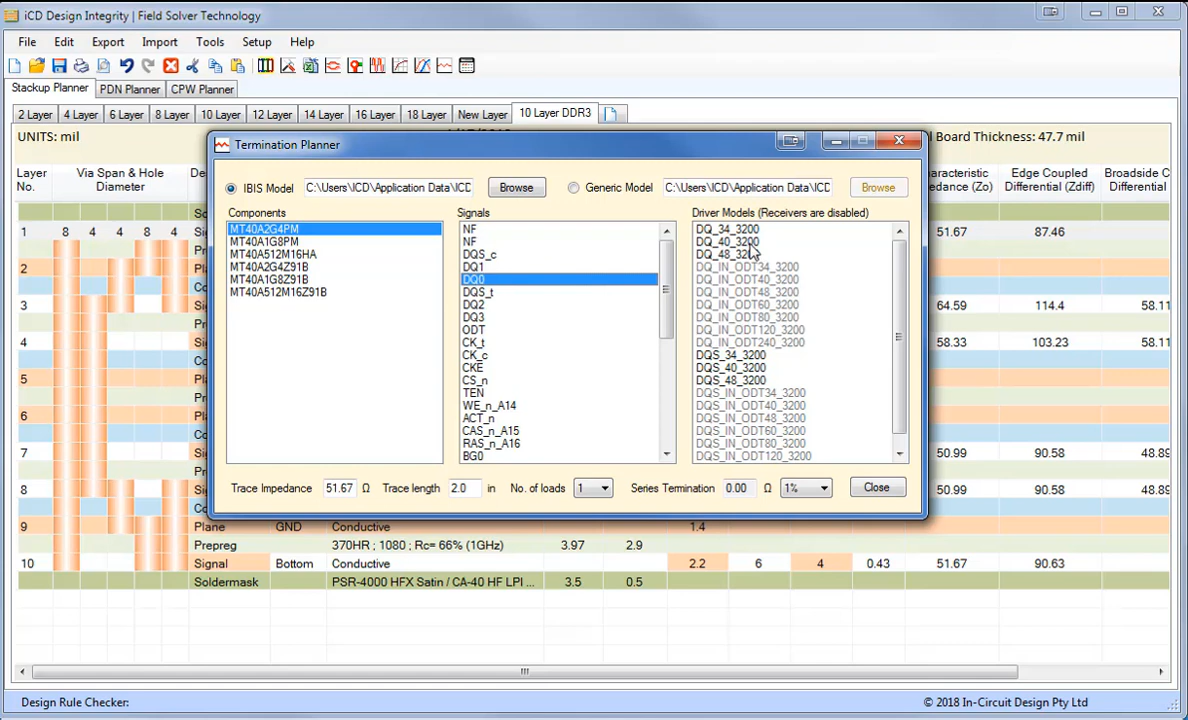 iCD Design Integrity | Field Solver Technology
File Edit Export Import Tools Setup Help
Stackup Planner PDN Planner CPW Planner
2 Layer 4 Layer 6 Layer 8 Layer 10 Layer 12 Layer 14 Layer 16 Layer 18 Layer New Layer 10 Layer DDR3
UNITS: mil
Board Thickness: 47.7 mil
Layer No.
Via Span & Hole Diameter
Edge Coupled Differential (Zdiff)
Termination Planner
IBIS Model C:\Users\ICD\Application Data\ICD Browse Generic Model C:\Users\ICD\Application Data\ICD Browse
Components
MT40A2G4PM
MT40A1G8PM
MT40A512M16HA
MT40A2G4Z91B
MT40A1G8Z91B
MT40A512M16Z91B
Signals
NF
NF
DQS_c
DQ1
DQ0
DQS_t
DQ2
DQ3
ODT
CK_t
CK_c
CKE
CS_n
TEN
WE_n_A14
ACT_n
CAS_n_A15
RAS_n_A16
BG0
Driver Models (Receivers are disabled)
DQ_34_3200
DQ_40_3200
DQ_48_3200
DQ_IN_ODT34_3200
DQ_IN_ODT40_3200
DQ_IN_ODT48_3200
DQ_IN_ODT60_3200
DQ_IN_ODT80_3200
DQ_IN_ODT120_3200
DQ_IN_ODT240_3200
DQS_34_3200
DQS_40_3200
DQS_48_3200
DQS_IN_ODT34_3200
DQS_IN_ODT40_3200
DQS_IN_ODT48_3200
DQS_IN_ODT60_3200
DQS_IN_ODT80_3200
DQS_IN_ODT120_3200
Trace Impedance 51.67 Ω Trace length 2.0 in No. of loads 1 Series Termination 0.00 Ω 1% Close
1 8 8 4 8 4 51.67 87.46
2
3 64.59 114.4 58.11
4 58.33 103.23 58.11
5
6
7 50.99 90.58 48.89
8 50.99 90.58 48.89
9 Plane GND Conductive 1.4
Prepreg 370HR ; 1080 ; Rc= 66% (1GHz) 3.97 2.9
10 Signal Bottom Conductive 2.2 6 4 0.43 51.67 90.63
Soldermask PSR-4000 HFX Satin / CA-40 HF LPI ... 3.5 0.5
Design Rule Checker:
© 2018 In-Circuit Design Pty Ltd